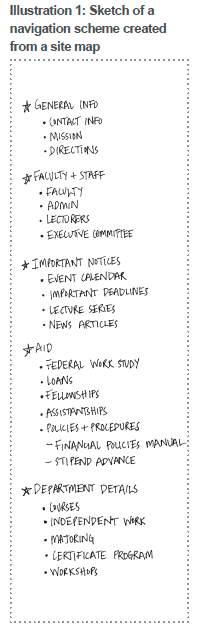 Illustration 1: Sketch of a
navigation scheme created
from a site map
☆ GENERAL INFO
• CONTACT INFO
• MISSION
• DIRECTIONS
☆ FACULTY + STAFF
• FACULTY
• ADMIN
• LECTURERS
• EXECUTIVE COMMITTEE
☆ IMPORTANT NOTICES
• EVENT CALENDAR
• IMPORTANT DEADLINES
• LECTURE SERIES
• NEWS ARTICLES
☆ AID
• FEDERAL WORK STUDY
• LOANS
• FELLOWSHIPS
• ASSISTANTSHIPS
• POLICIES + PROCEDURES
– FINANCIAL POLICIES MANUAL
– STIPEND ADVANCE
☆ DEPARTMENT DETAILS
• COURSES
• INDEPENDENT WORK
• MAJORING
• CERTIFICATE PROGRAM
• WORKSHOPS